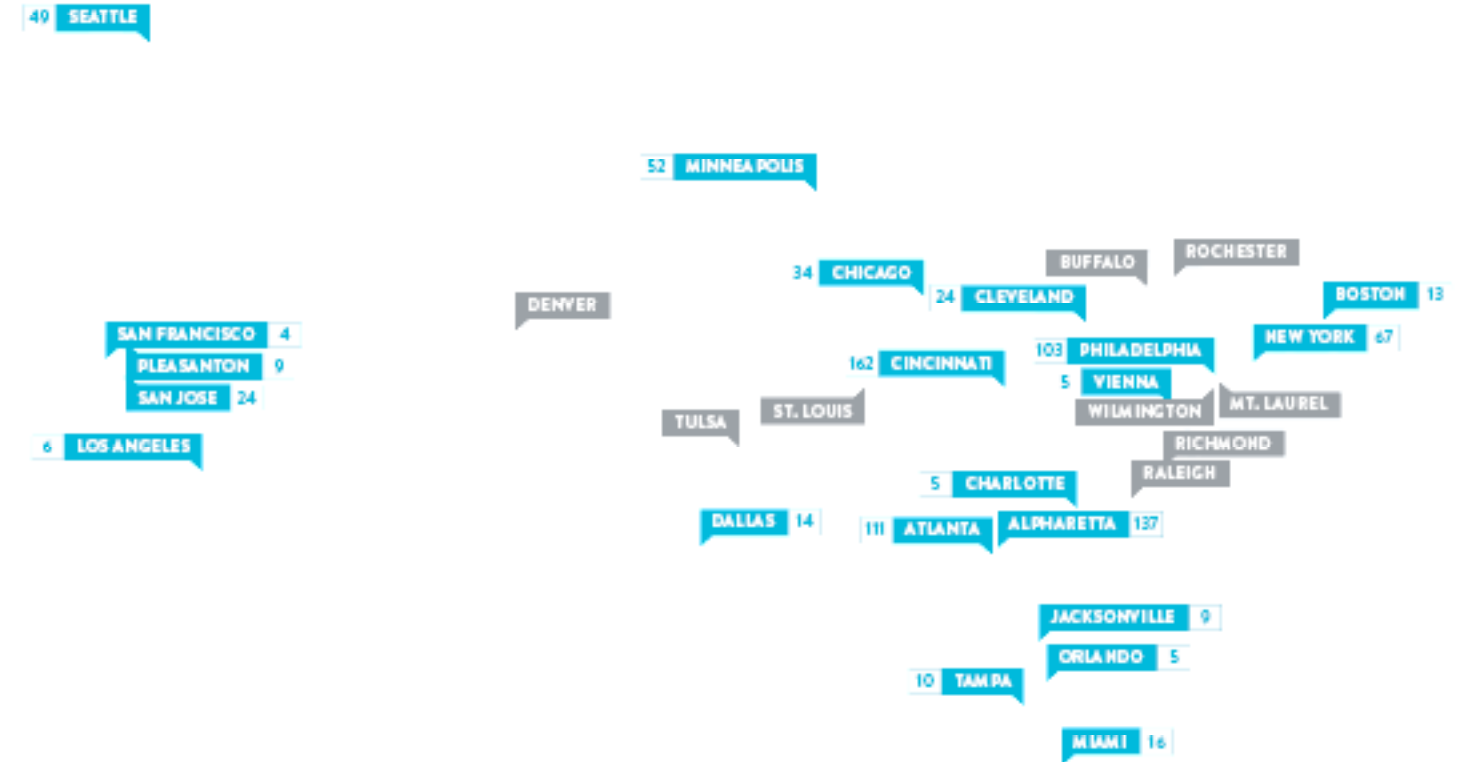 49 SEATTLE
52 MINNEAPOLIS
ROCHESTER
BUFFALO
34 CHICAGO
24 CLEVELAND
BOSTON 13
DENVER
SAN FRANCISCO 4
NEW YORK 67
103 PHILADELPHIA
162 CINCINNATI
PLEASANTON 9
5 VIENNA
SAN JOSE 24
MT. LAUREL
ST. LOUIS
WILMINGTON
TULSA
RICHMOND
6 LOS ANGELES
RALEIGH
5 CHARLOTTE
DALLAS 14
111 ATLANTA
ALPHARETTA 137
JACKSONVILLE 9
ORLANDO 5
10 TAMPA
MIAMI 16